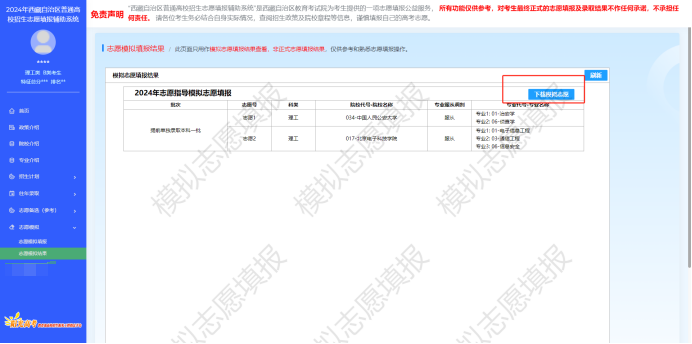 2024年西藏自治区普通高
校招生志愿填报辅助系统
理工类
特征总分*** 排名**
首页
政策介绍
院校介绍
专业介绍
招生计划
往年录取
志愿筛选（参考）
志愿模拟
志愿模拟填报
志愿模拟结果
免责声明
“西藏自治区普通高校招生志愿填报辅助系统”是西藏自治区教育考试院为考生提供的一项志愿填报公益服务，所有功能仅供参考，对考生最终正式的志愿填报及录取结果不作任何承诺，不承担任
何责任。请各位考生务必结合自身实际情况，查阅招生政策及院校章程等信息，谨慎填报自己的高考志愿。
志愿模拟填报结果 / 此页面只用作模拟志愿填报结果查看，非正式志愿填报结果，仅供参考和熟悉志愿填报操作。
模拟志愿填报结果 刷新
2024年志愿指导模拟志愿填报 下载模拟志愿
批次 志愿号 科类 院校代号-院校名称 专业服从调剂 专业代号-专业名称
提前单独录取本科一批
志愿1 理工 034-中国人民公安大学 服从
专业1: 01-治安学
专业2: 06-侦查学
志愿2 理工 017-北京电子科技学院 服从
专业1: 01-电子信息工程
专业2: 03-通信工程
专业3: 06-信息安全
模拟志愿填报
模拟志愿填报
模拟志愿填报
模拟志愿填报